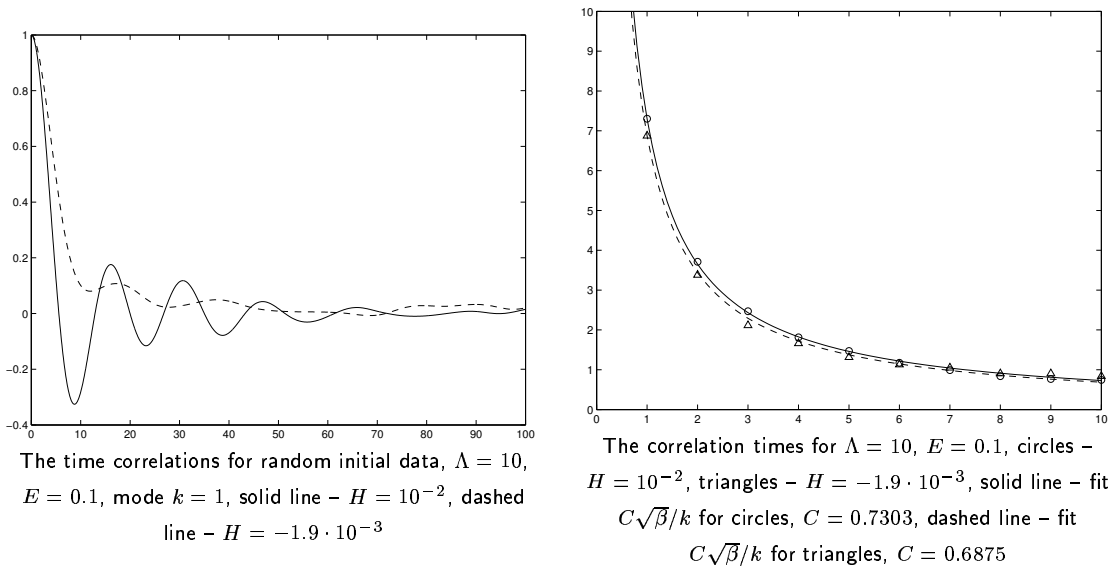 1
0.8
0.6
0.4
0.2
0
−0.2
−0.4
0 10 20 30 40 50 60 70 80 90 100
The time correlations for random initial data, Λ = 10,
E = 0.1, mode k = 1, solid line – H = 10⁻², dashed
line – H = −1.9 · 10⁻³
10
9
8
7
6
5
4
3
2
1
0
0 1 2 3 4 5 6 7 8 9 10
The correlation times for Λ = 10, E = 0.1, circles –
H = 10⁻², triangles – H = −1.9 · 10⁻³, solid line – fit
C√β/k for circles, C = 0.7303, dashed line – fit
C√β/k for triangles, C = 0.6875